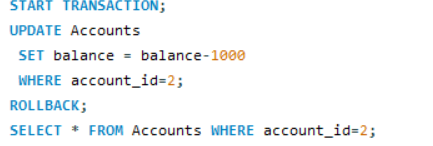 START TRANSACTION;
UPDATE Accounts
SET balance = balance-1000
WHERE account_id=2;
ROLLBACK;
SELECT * FROM Accounts WHERE account_id=2;